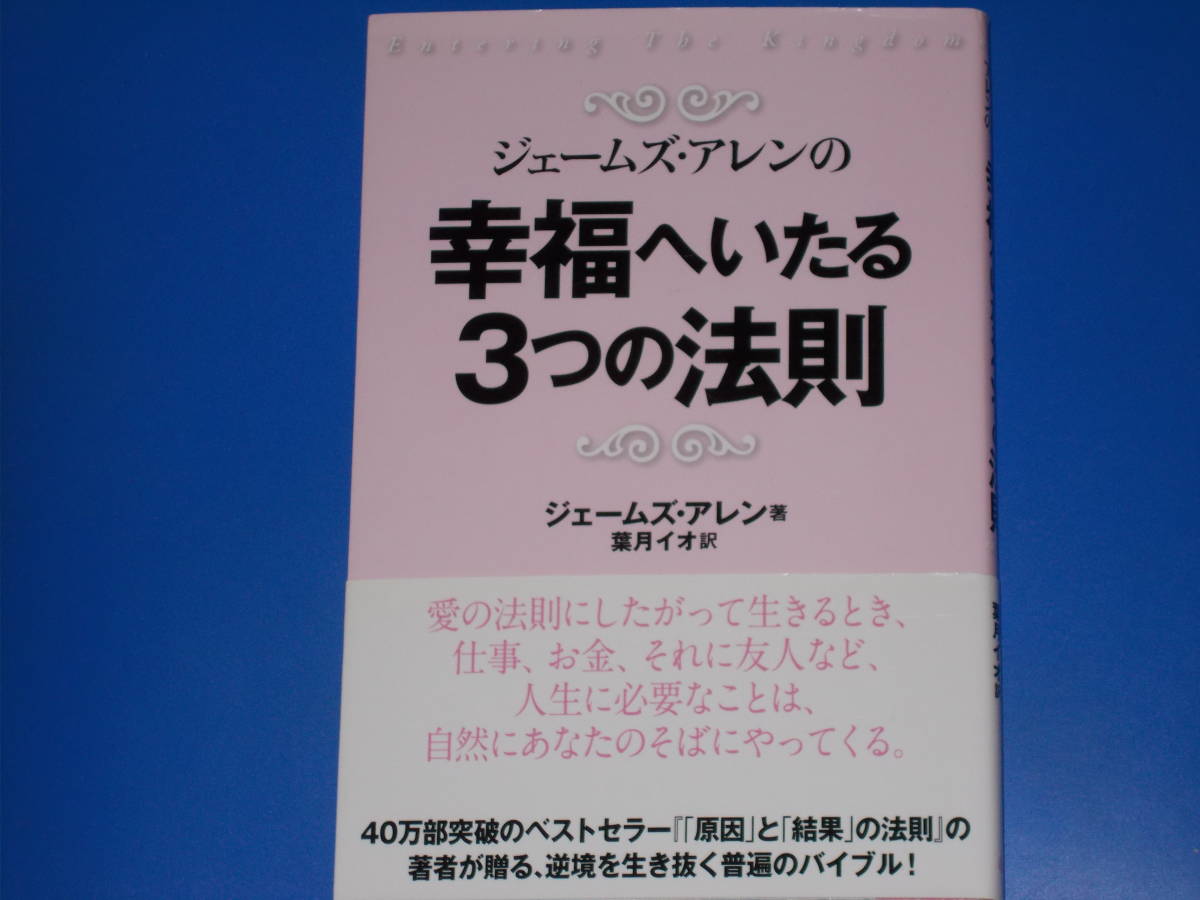 Entering The Kingdom
ジェームズ・アレンの
幸福へいたる
3つの法則
ジェームズ・アレン著
葉月イオ訳
愛の法則にしたがって生きるとき、
仕事、お金、それに友人など、
人生に必要なことは、
自然にあなたのそばにやってくる。
40万部突破のベストセラー『「原因」と「結果」の法則』の
著者が贈る、逆境を生き抜く普遍のバイブル！